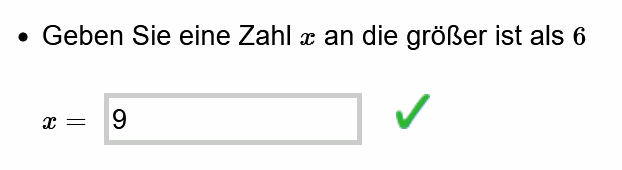 • Geben Sie eine Zahl x an die größer ist als 6
x = 9